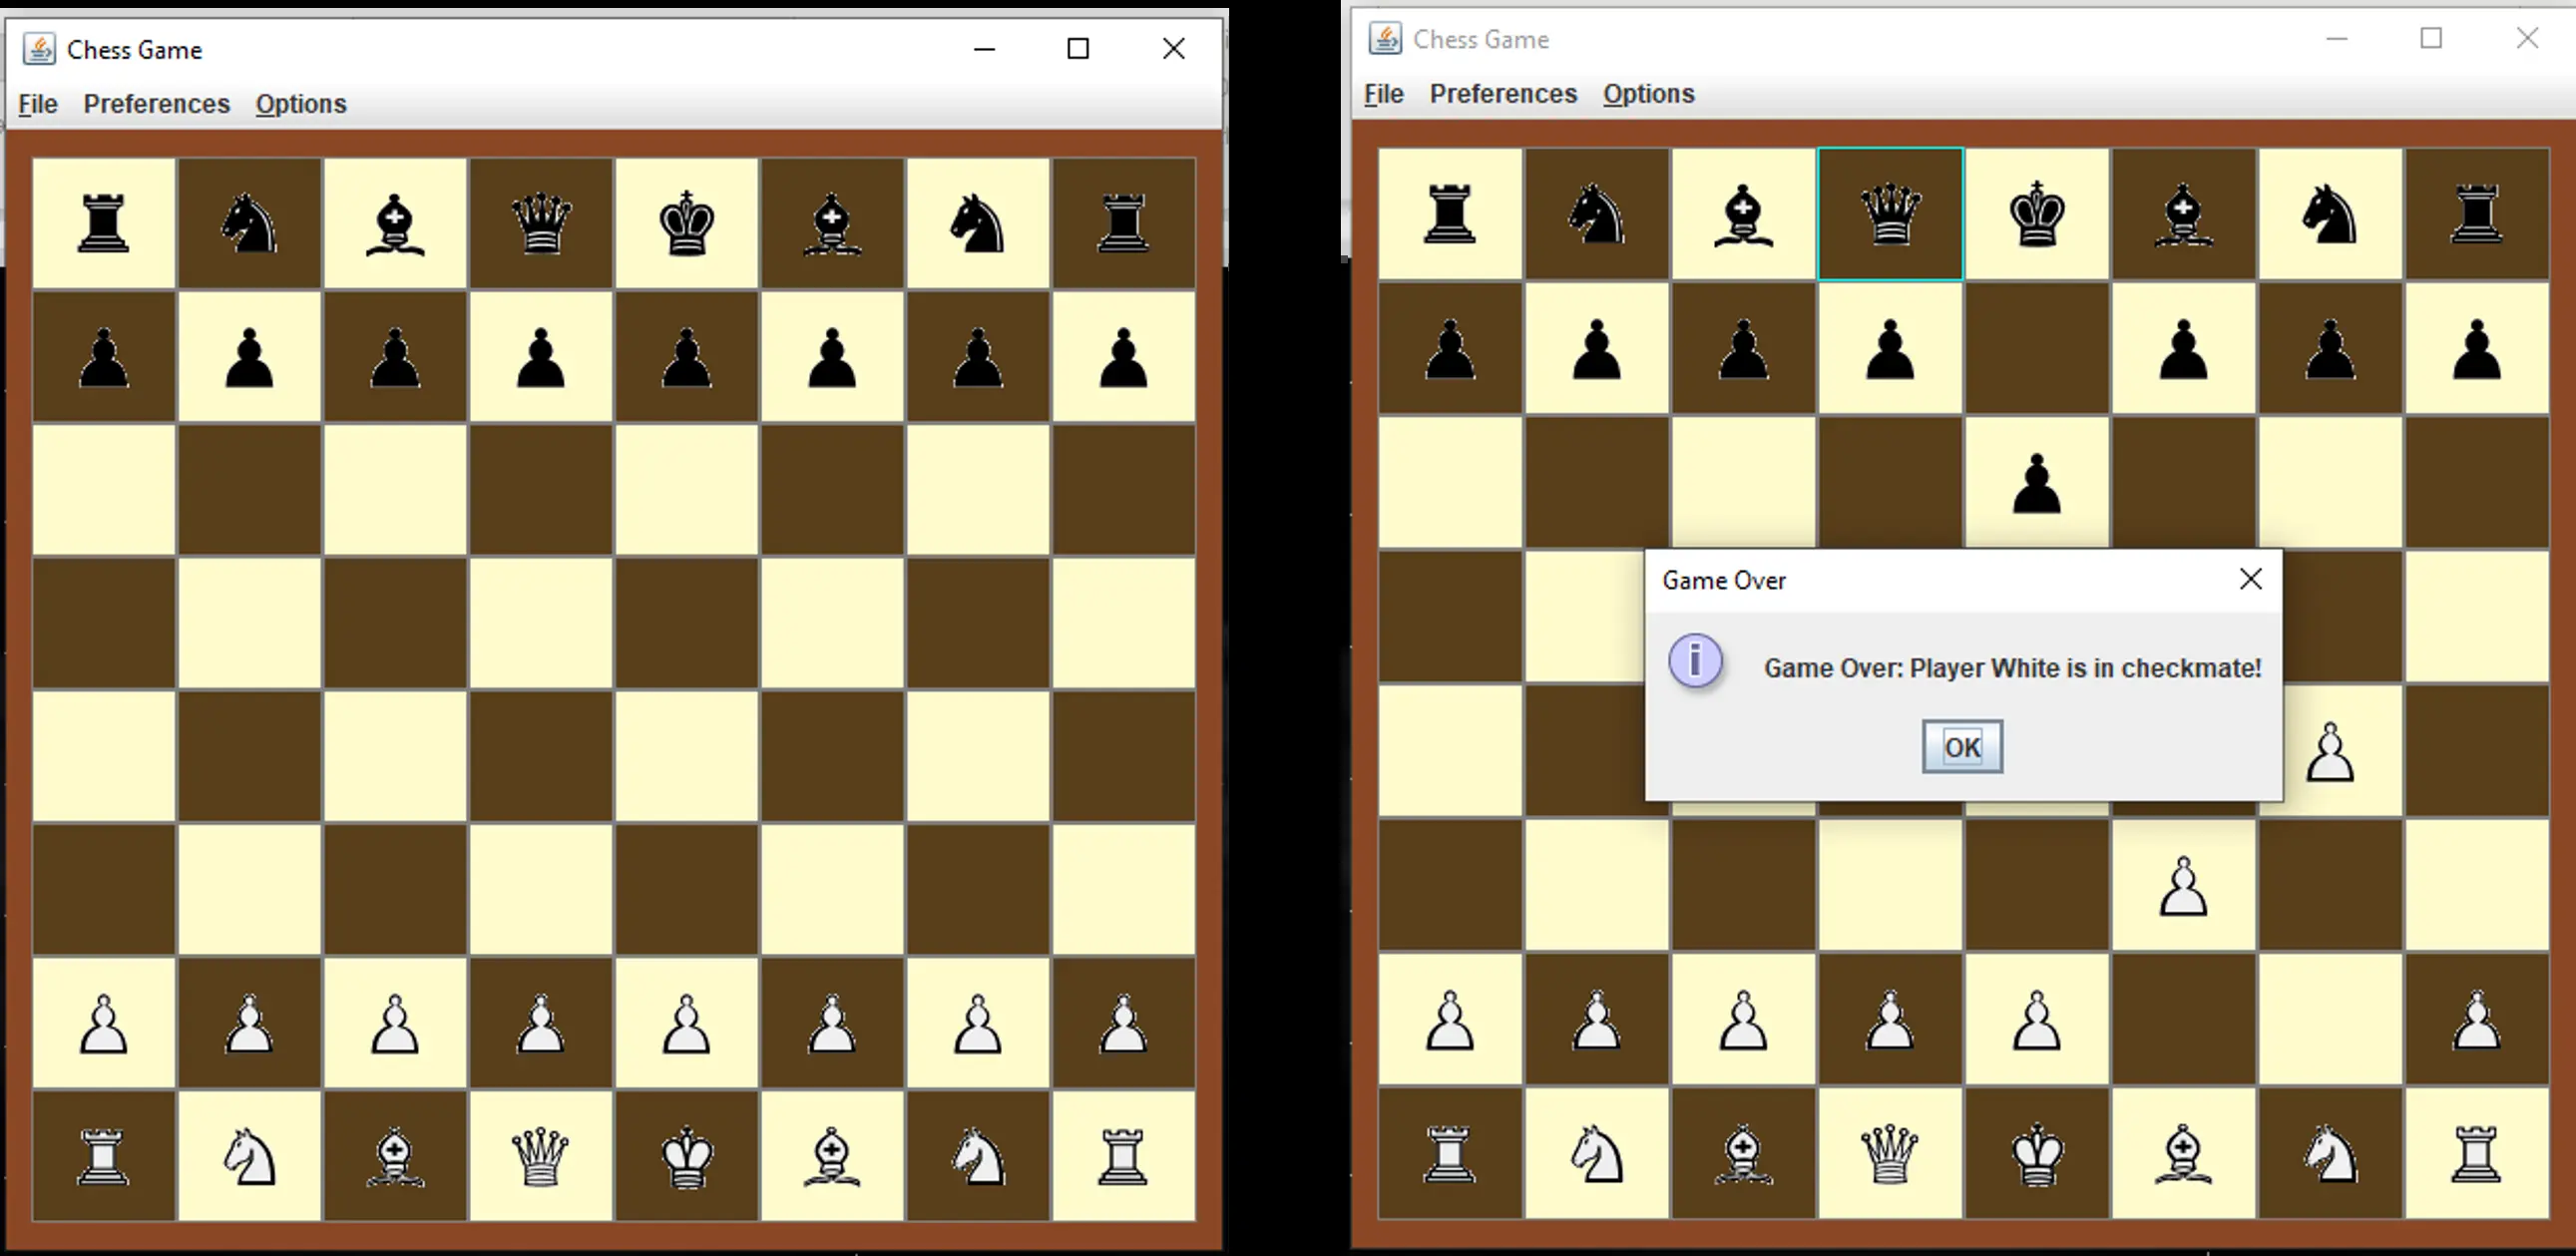 Chess Game
File Preferences Options
Chess Game
File Preferences Options
Game Over
Game Over: Player White is in checkmate!
OK